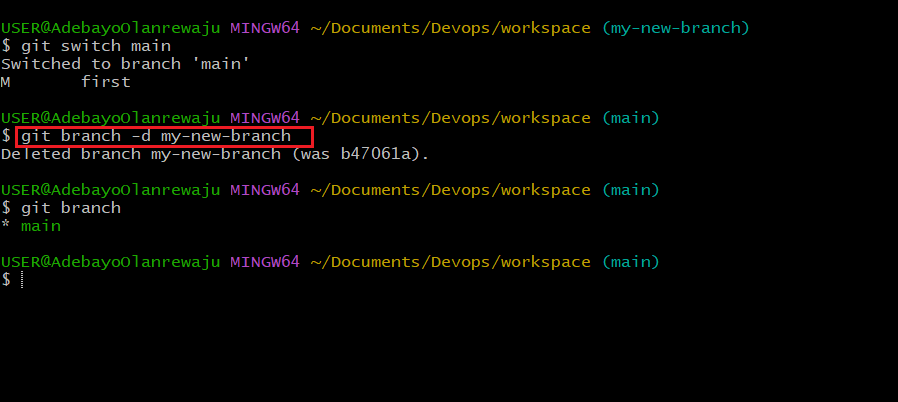 USER@AdebayoOlanrewaju MINGW64 ~/Documents/Devops/workspace (my-new-branch)
$ git switch main
Switched to branch 'main'
M       first
USER@AdebayoOlanrewaju MINGW64 ~/Documents/Devops/workspace (main)
$ git branch -d my-new-branch
Deleted branch my-new-branch (was b47061a).
USER@AdebayoOlanrewaju MINGW64 ~/Documents/Devops/workspace (main)
$ git branch
* main
USER@AdebayoOlanrewaju MINGW64 ~/Documents/Devops/workspace (main)
$